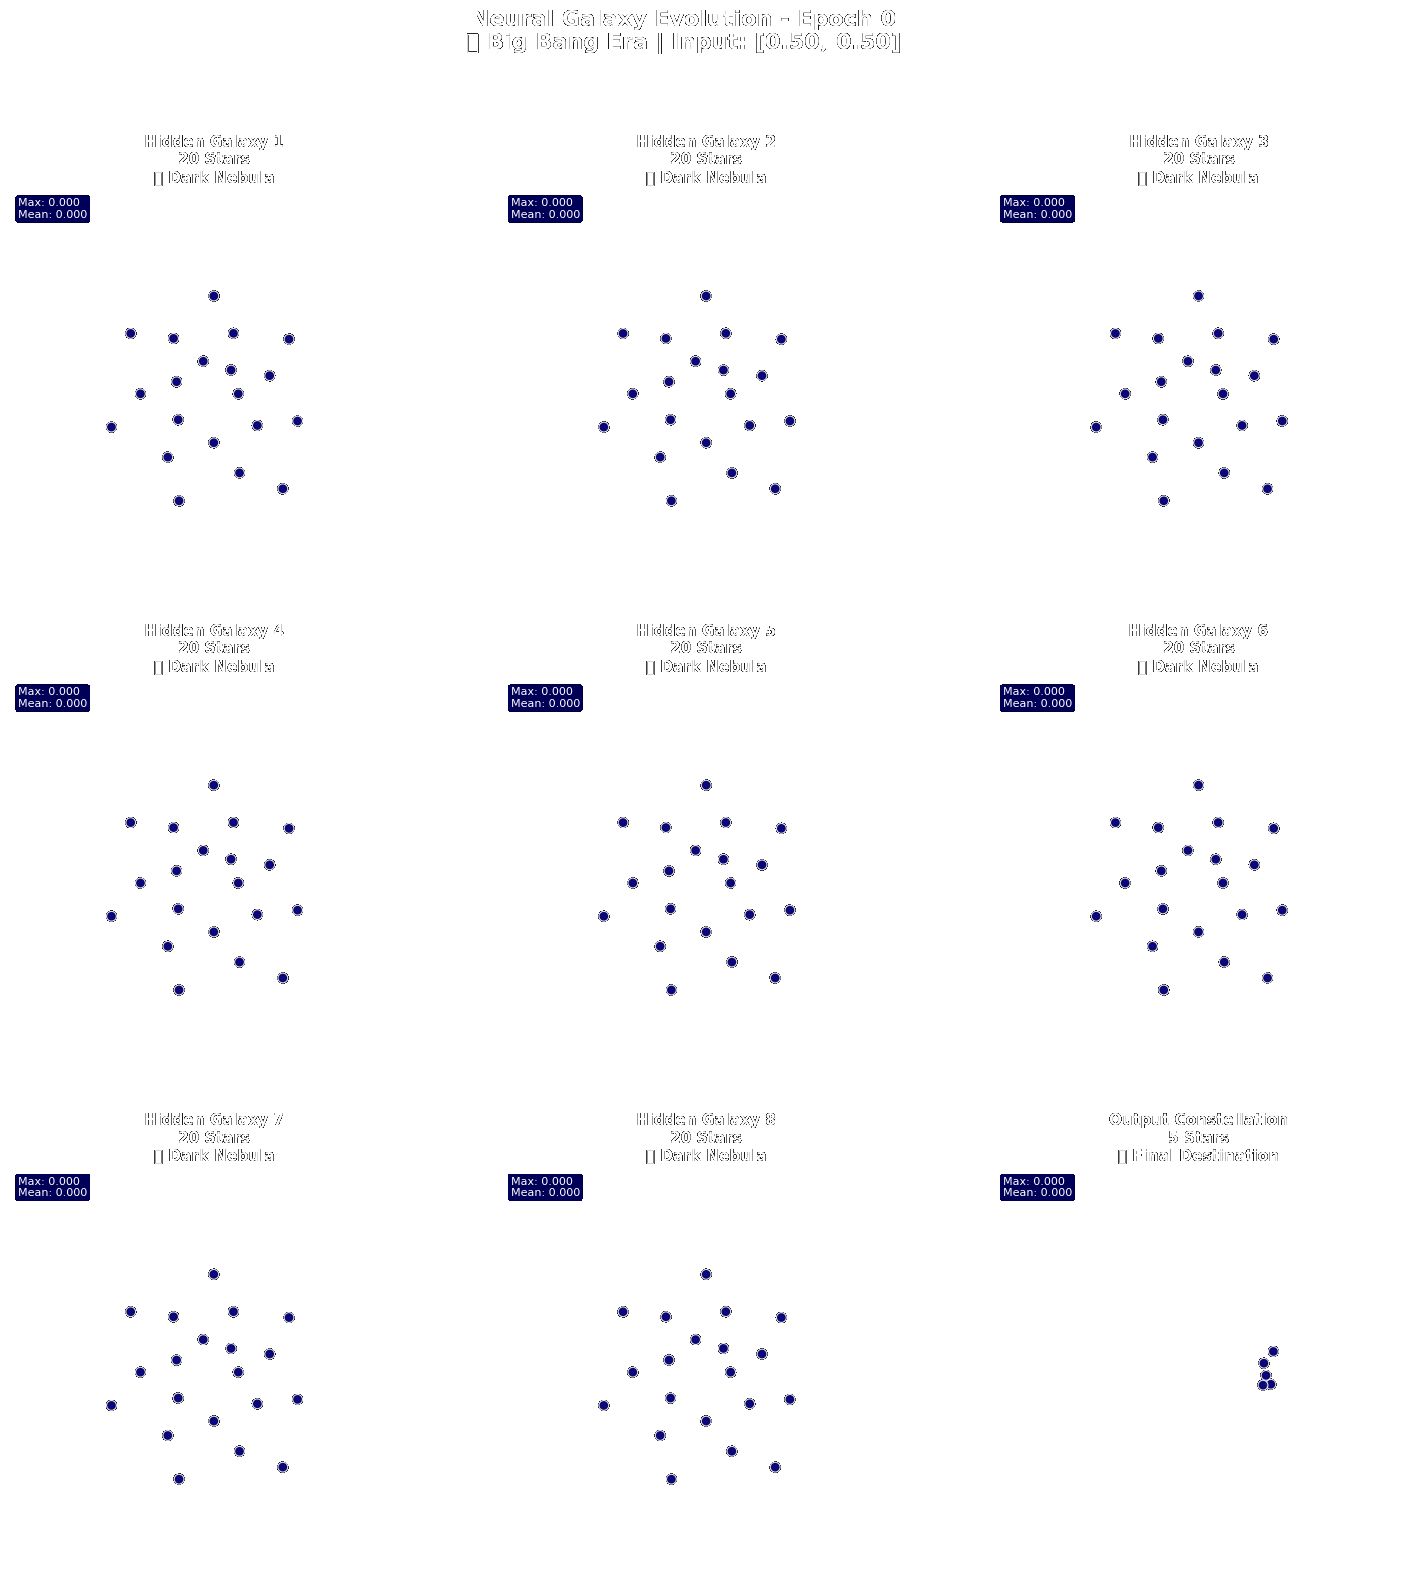 Neural Galaxy Evolution - Epoch 0
Big Bang Era | Input: [0.50, 0.50]
Hidden Galaxy 1
20 Stars
Dark Nebula
Max: 0.000
Mean: 0.000
Hidden Galaxy 2
20 Stars
Dark Nebula
Max: 0.000
Mean: 0.000
Hidden Galaxy 3
20 Stars
Dark Nebula
Max: 0.000
Mean: 0.000
Hidden Galaxy 4
20 Stars
Dark Nebula
Max: 0.000
Mean: 0.000
Hidden Galaxy 5
20 Stars
Dark Nebula
Max: 0.000
Mean: 0.000
Hidden Galaxy 6
20 Stars
Dark Nebula
Max: 0.000
Mean: 0.000
Hidden Galaxy 7
20 Stars
Dark Nebula
Max: 0.000
Mean: 0.000
Hidden Galaxy 8
20 Stars
Dark Nebula
Max: 0.000
Mean: 0.000
Output Constellation
5 Stars
Final Destination
Max: 0.000
Mean: 0.000